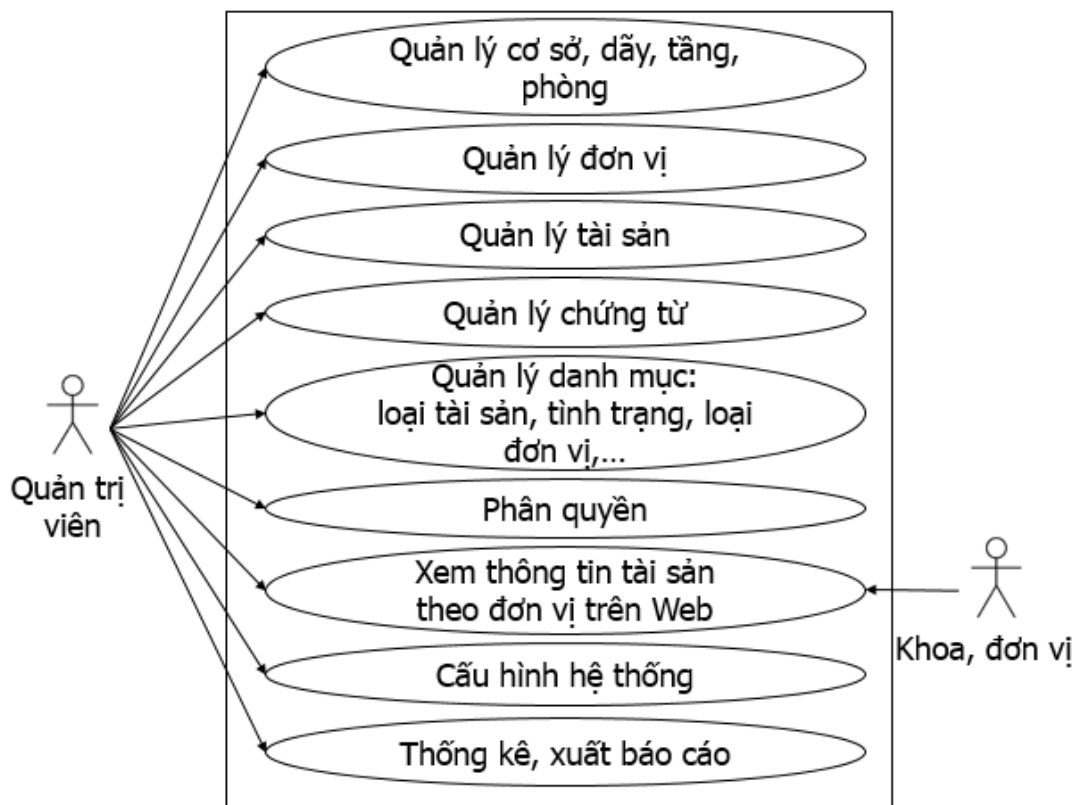 Quản lý cơ sở, dãy, tầng,
phòng
Quản lý đơn vị
Quản lý tài sản
Quản lý chứng từ
Quản lý danh mục:
loại tài sản, tình trạng, loại
đơn vị,...
Quản trị
viên
Phân quyền
Xem thông tin tài sản
theo đơn vị trên Web
Khoa, đơn vị
Cấu hình hệ thống
Thống kê, xuất báo cáo